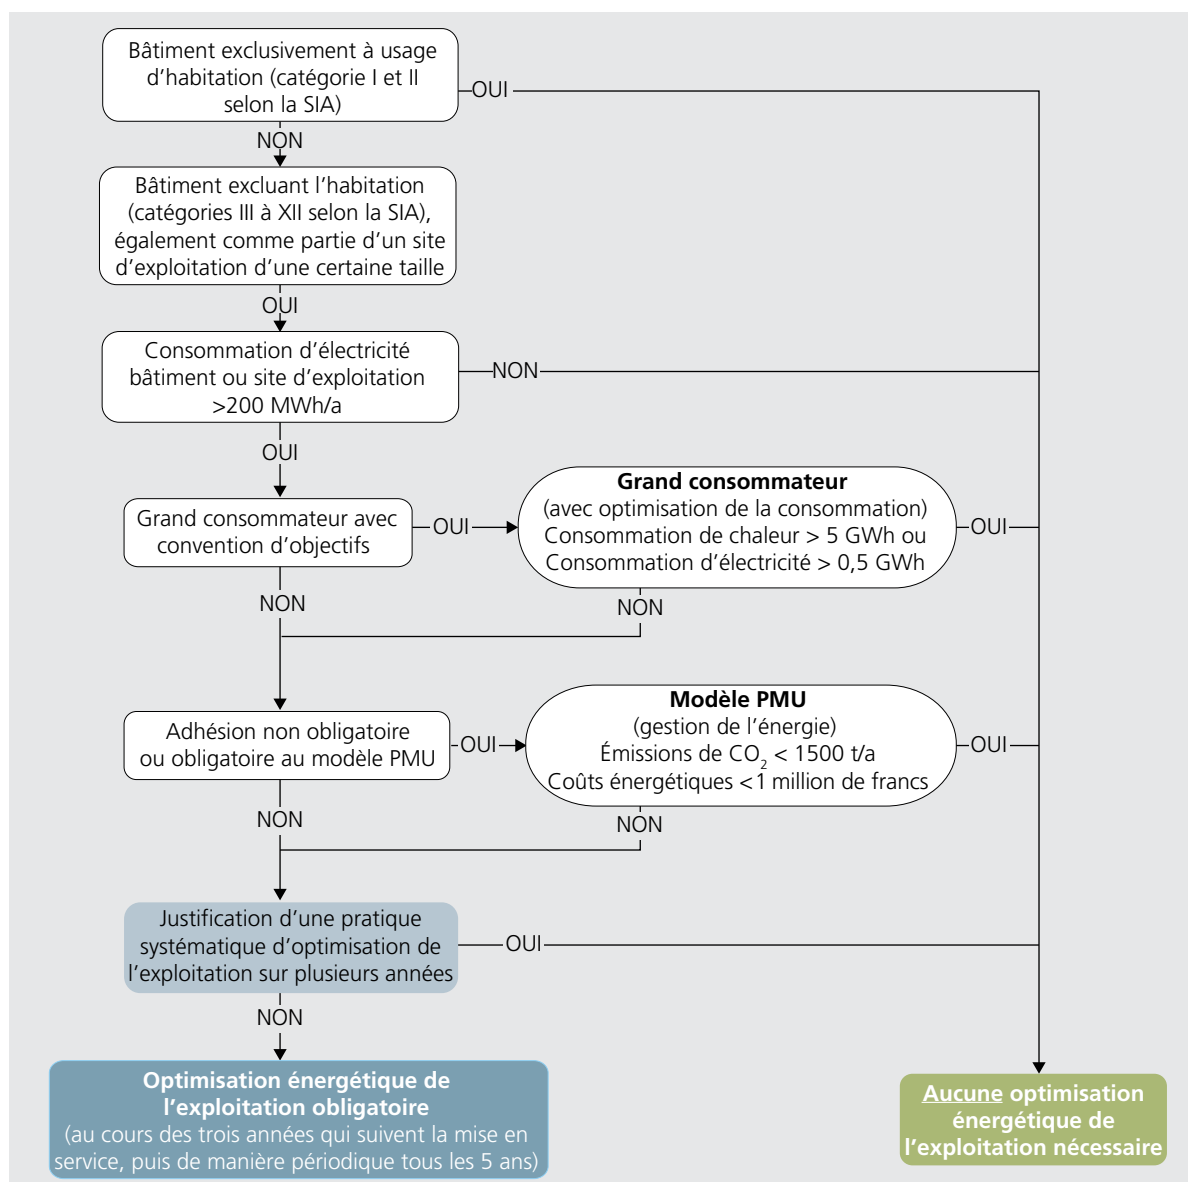 Bâtiment exclusivement à usage
d’habitation (catégorie I et II
selon la SIA)
OUI
NON
Bâtiment excluant l’habitation
(catégories III à XII selon la SIA),
également comme partie d’un site
d’exploitation d’une certaine taille
OUI
Consommation d’électricité
bâtiment ou site d’exploitation
>200 MWh/a
NON
OUI
Grand consommateur avec
convention d’objectifs
OUI
Grand consommateur
(avec optimisation de la consommation)
Consommation de chaleur > 5 GWh ou
Consommation d’électricité > 0,5 GWh
OUI
NON
NON
Adhésion non obligatoire
ou obligatoire au modèle PMU
OUI
Modèle PMU
(gestion de l’énergie)
Émissions de CO₂ < 1500 t/a
Coûts énergétiques <1 million de francs
OUI
NON
NON
Justification d’une pratique
systématique d’optimisation de
l’exploitation sur plusieurs années
OUI
NON
Optimisation énergétique de
l’exploitation obligatoire
(au cours des trois années qui suivent la mise en
service, puis de manière périodique tous les 5 ans)
Aucune optimisation
énergétique de
l’exploitation nécessaire